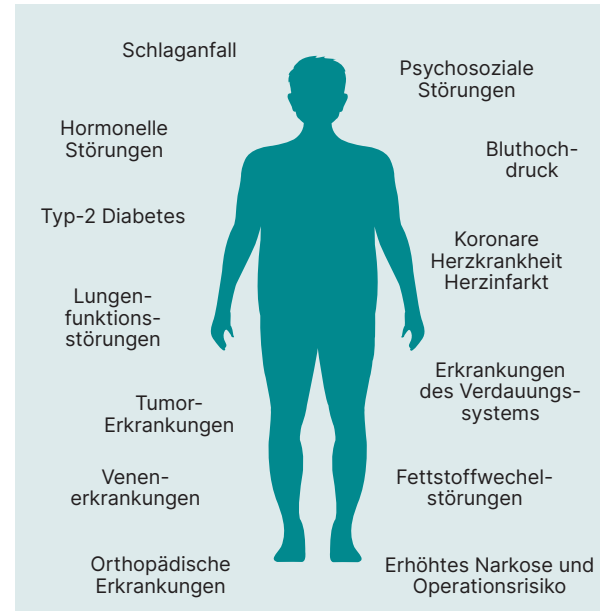 Schlaganfall
Psychosoziale
Störungen
Hormonelle
Störungen
Bluthoch-
druck
Typ-2 Diabetes
Koronare
Herzkrankheit
Herzinfarkt
Lungen-
funktions-
störungen
Erkrankungen
des Verdauungs-
systems
Tumor-
Erkrankungen
Venen-
erkrankungen
Fettstoffwechel-
störungen
Orthopädische
Erkrankungen
Erhöhtes Narkose und
Operationsrisiko